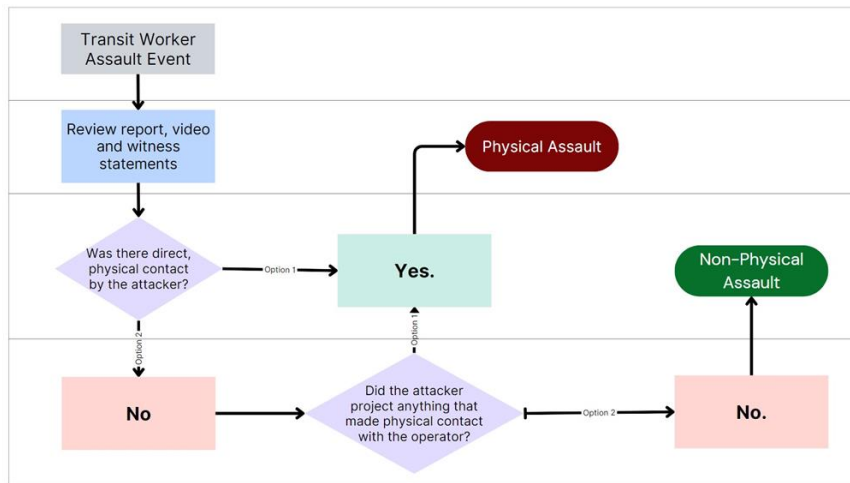 Transit Worker
Assault Event
Review report, video
and witness
statements
Physical Assault
Was there direct,
physical contact
by the attacker?
Option 1
Yes.
Non-Physical
Assault
Option 2
Option 1
No
Did the attacker
project anything that
made physical contact
with the operator?
Option 2
No.